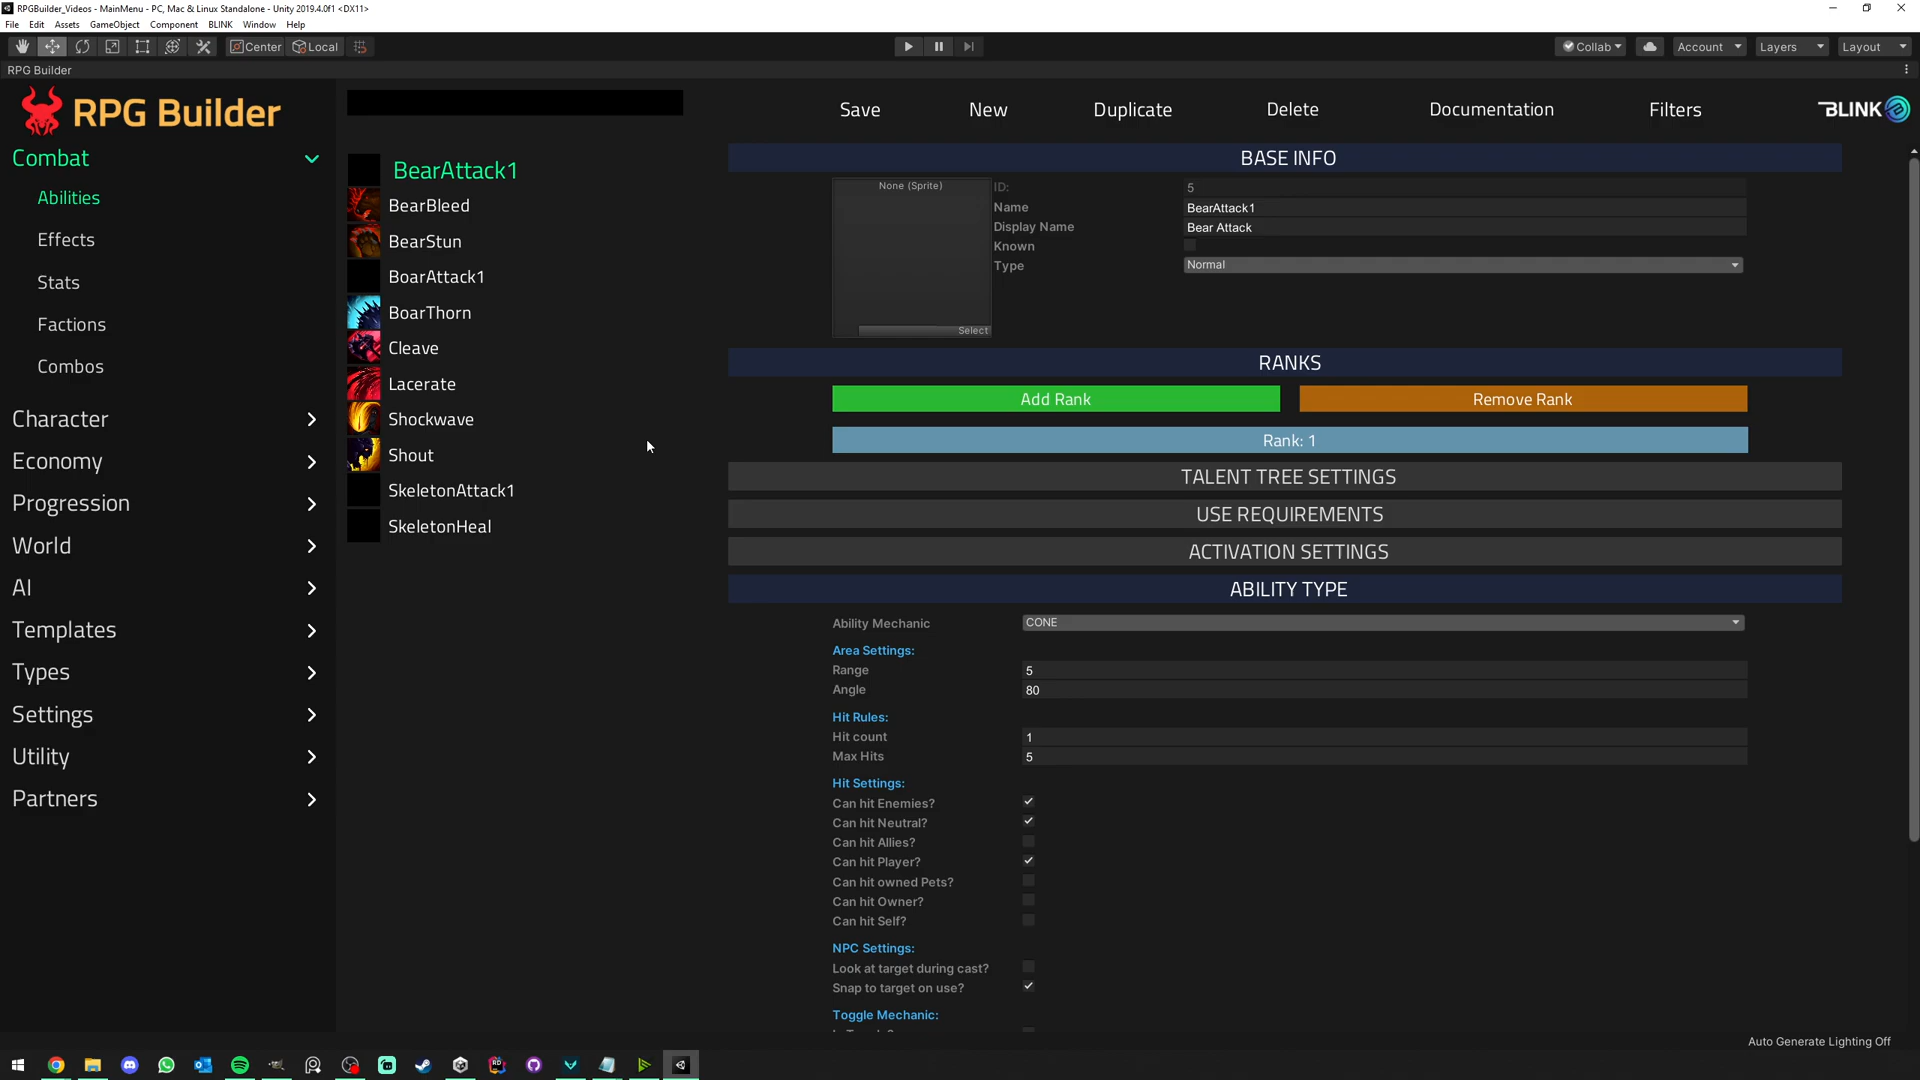 RPGBuilder_Videos - MainMenu - PC, Mac & Linux Standalone - Unity 2019.4.0f1 <DX11>
File Edit Assets GameObject Component BLINK Window Help
Center Local Collab Account Layers Layout
RPG Builder
RPG Builder
Save New Duplicate Delete Documentation Filters BLINK
Combat
Abilities
Effects
Stats
Factions
Combos
Character
Economy
Progression
World
AI
Templates
Types
Settings
Utility
Partners
BearAttack1
BearBleed
BearStun
BoarAttack1
BoarThorn
Cleave
Lacerate
Shockwave
Shout
SkeletonAttack1
SkeletonHeal
BASE INFO
None (Sprite)
Select
ID: 5
Name BearAttack1
Display Name Bear Attack
Known
Type Normal
RANKS
Add Rank Remove Rank
Rank: 1
TALENT TREE SETTINGS
USE REQUIREMENTS
ACTIVATION SETTINGS
ABILITY TYPE
Ability Mechanic CONE
Area Settings:
Range 5
Angle 80
Hit Rules:
Hit count 1
Max Hits 5
Hit Settings:
Can hit Enemies?
Can hit Neutral?
Can hit Allies?
Can hit Player?
Can hit owned Pets?
Can hit Owner?
Can hit Self?
NPC Settings:
Look at target during cast?
Snap to target on use?
Toggle Mechanic:
Auto Generate Lighting Off